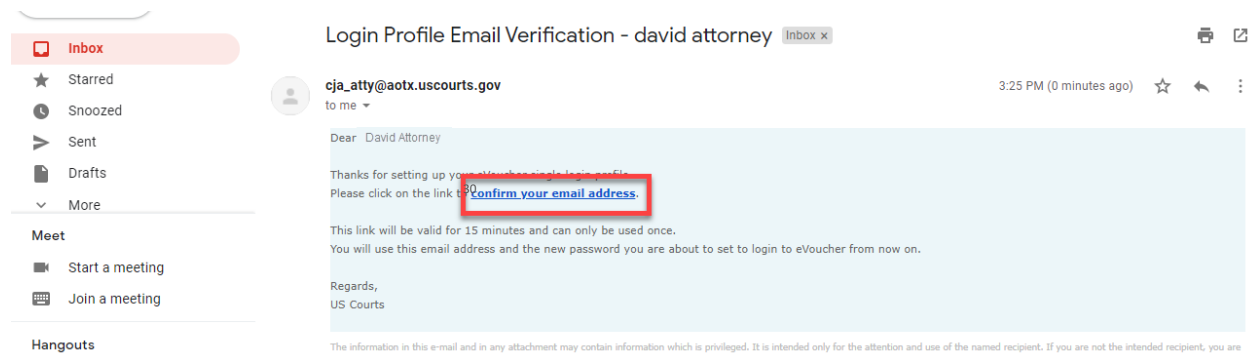 Login Profile Email Verification - david attorney Inbox x
Inbox
Starred
Snoozed
Sent
Drafts
More
Meet
Start a meeting
Join a meeting
Hangouts
cja_atty@aotx.uscourts.gov 3:25 PM (0 minutes ago)
to me
Dear David Attorney
Thanks for setting up your eVoucher single login profile
Please click on the link to confirm your email address.
30
This link will be valid for 15 minutes and can only be used once.
You will use this email address and the new password you are about to set to login to eVoucher from now on.
Regards,
US Courts
The information in this e-mail and in any attachment may contain information which is privileged. It is intended only for the attention and use of the named recipient. If you are not the intended recipient, you are